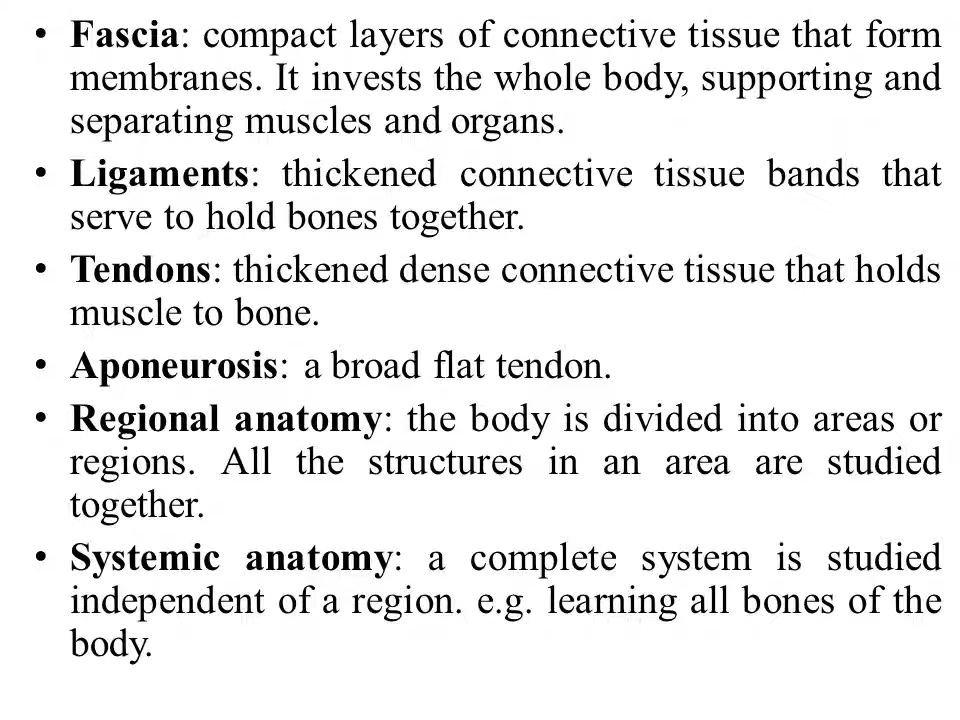 • Fascia: compact layers of connective tissue that form
membranes. It invests the whole body, supporting and
separating muscles and organs.
• Ligaments: thickened connective tissue bands that
serve to hold bones together.
• Tendons: thickened dense connective tissue that holds
muscle to bone.
• Aponeurosis: a broad flat tendon.
• Regional anatomy: the body is divided into areas or
regions. All the structures in an area are studied
together.
• Systemic anatomy: a complete system is studied
independent of a region. e.g. learning all bones of the
body.